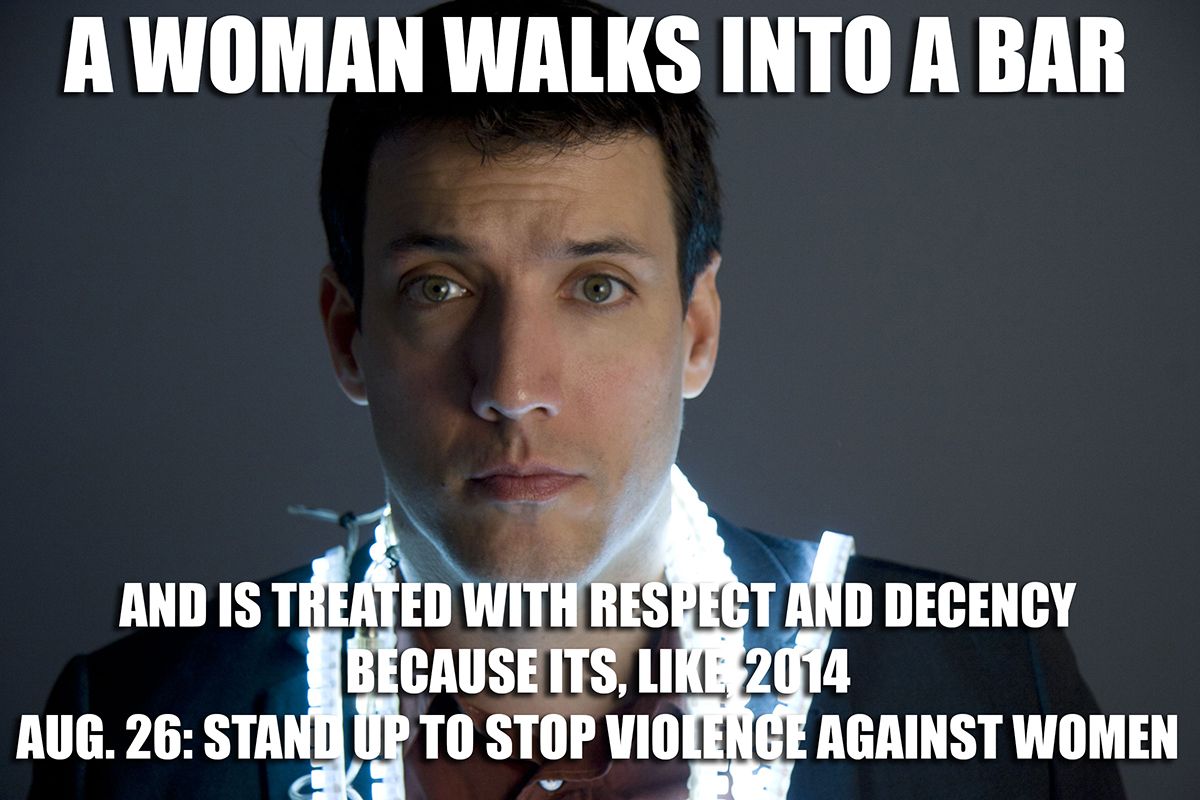 A WOMAN WALKS INTO A BAR
AND IS TREATED WITH RESPECT AND DECENCY
BECAUSE ITS, LIKE, 2014
AUG. 26: STAND UP TO STOP VIOLENCE AGAINST WOMEN